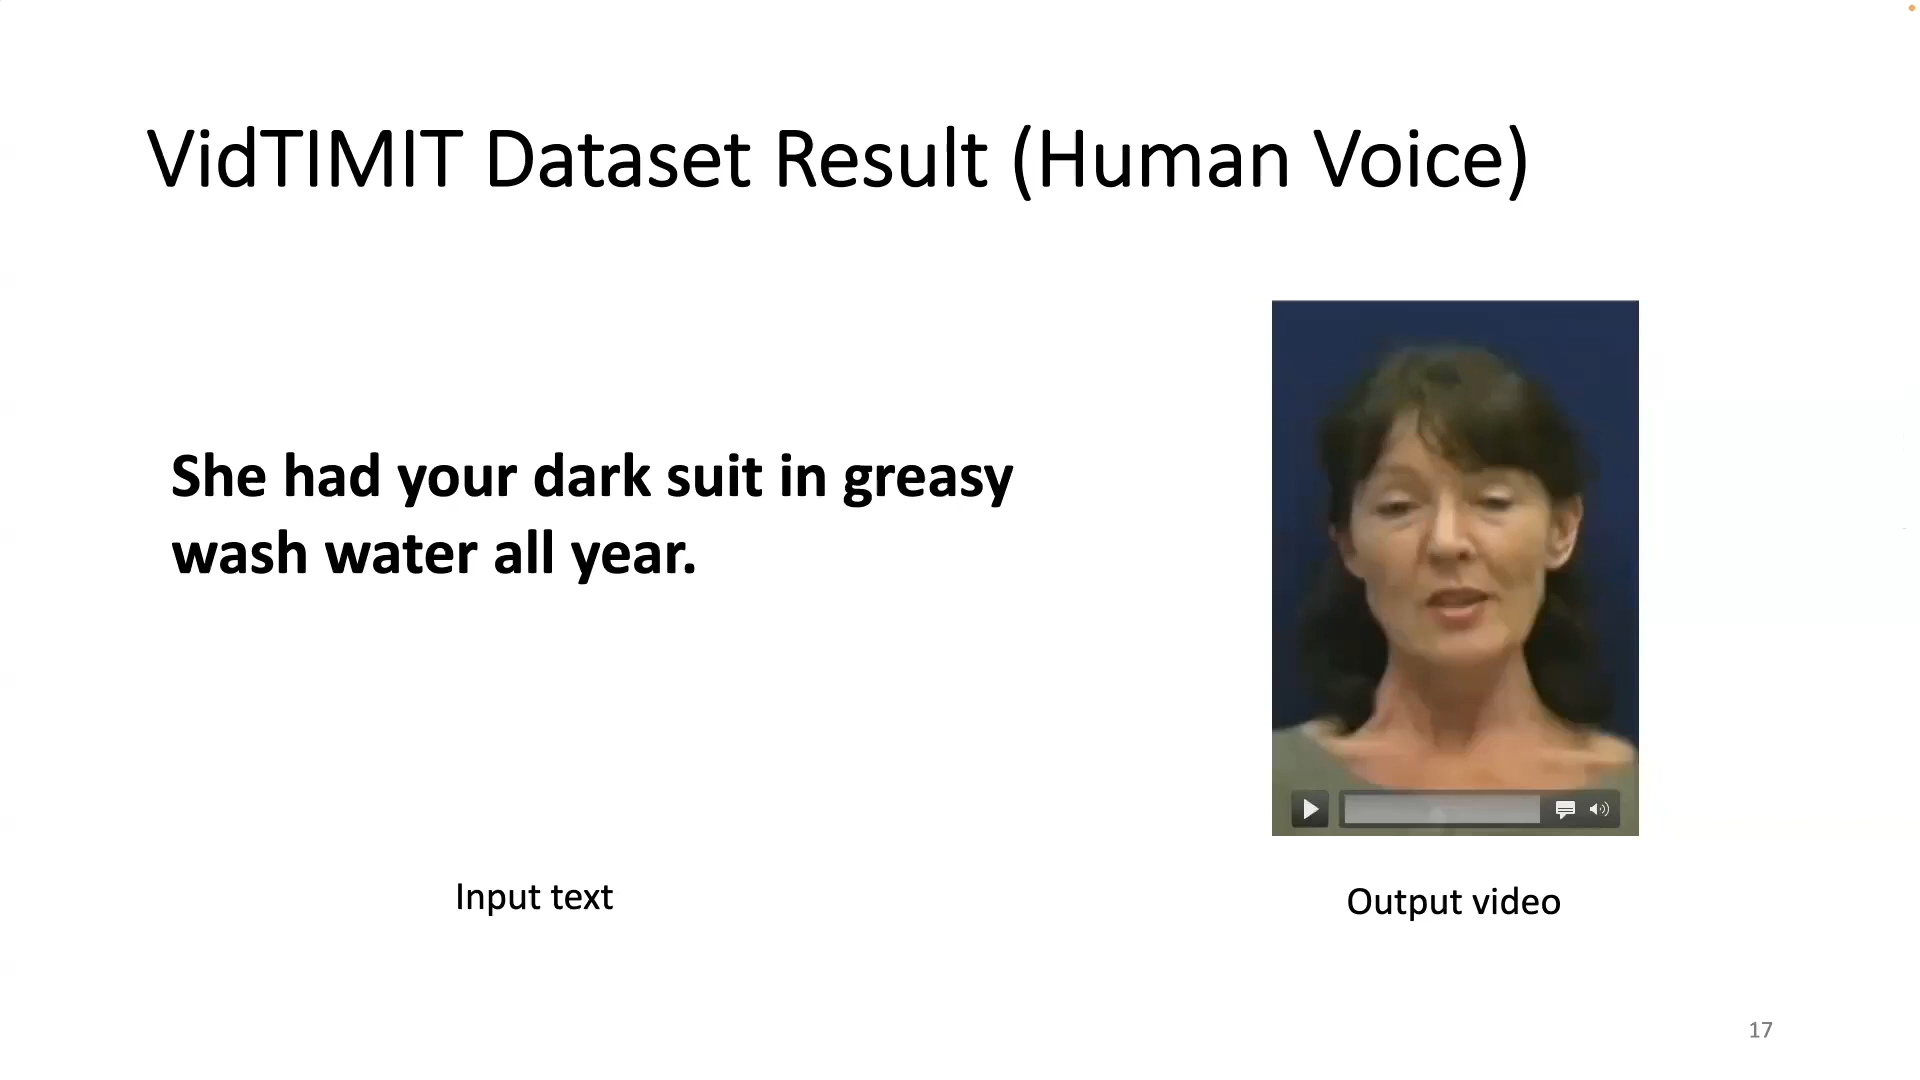 VidTIMIT Dataset Result (Human Voice)
She had your dark suit in greasy
wash water all year.
Input text
Output video
17